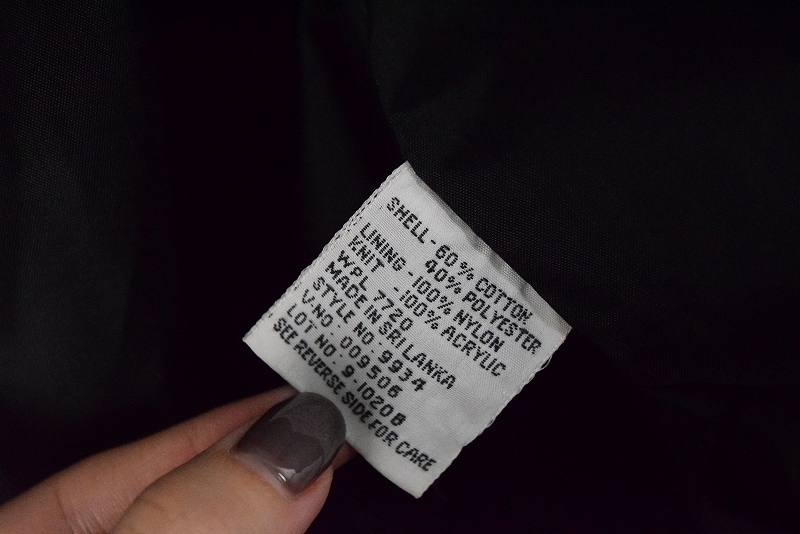 SHELL - 60% COTTON
40% POLYESTER
LINING - 100% NYLON
KNIT - 100% ACRYLIC
WPL 7720
MADE IN SRI LANKA
STYLE NO 9934
V.NO - 009506
LOT NO - 9-1020B
SEE REVERSE SIDE FOR CARE